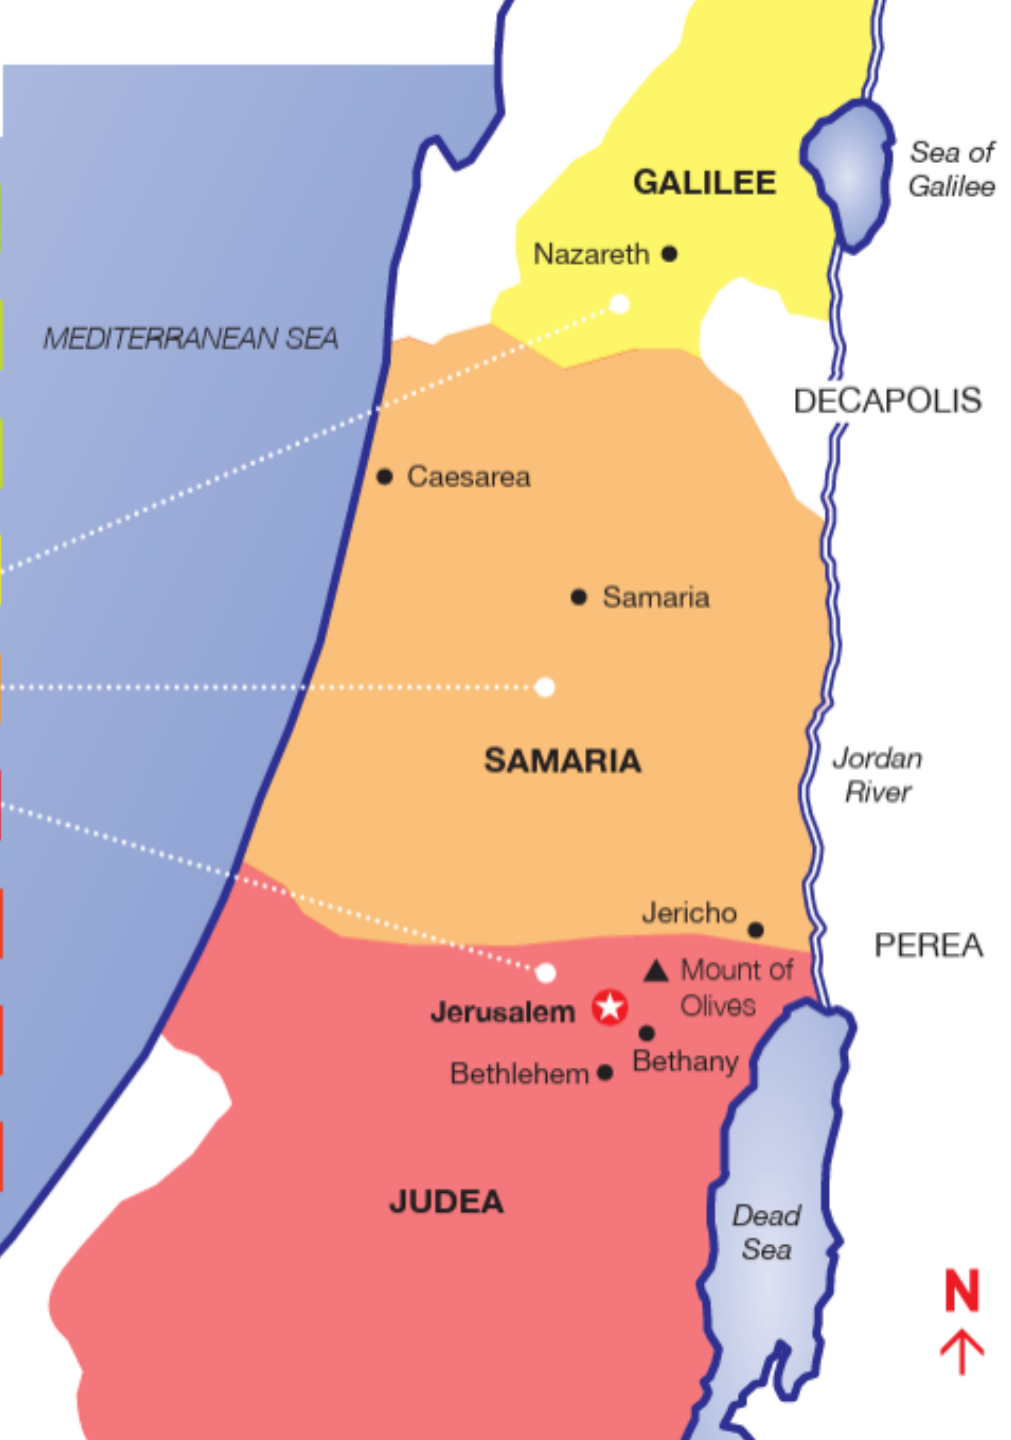 Sea of
Galilee
GALILEE
Nazareth
MEDITERRANEAN SEA
DECAPOLIS
Caesarea
Samaria
SAMARIA
Jordan
River
Jericho
PEREA
Mount of
Olives
Jerusalem
Bethany
Bethlehem
JUDEA
Dead
Sea
N